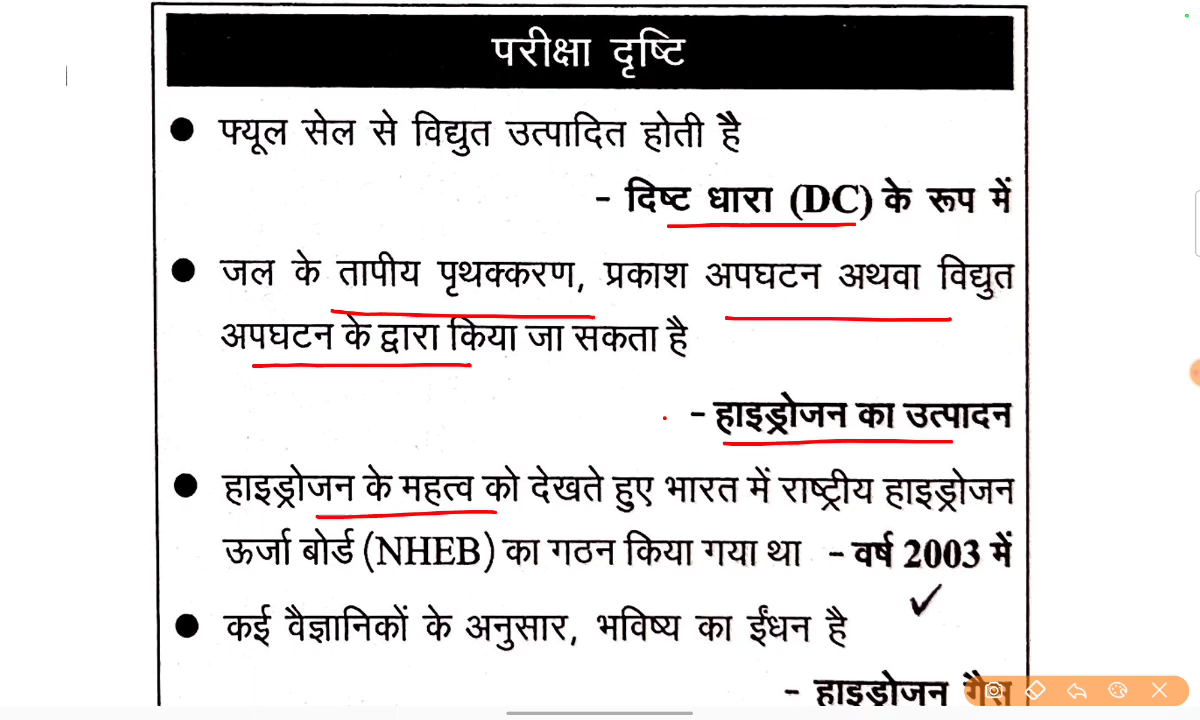 परीक्षा दृष्टि
● फ्यूल सेल से विद्युत उत्पादित होती है
- दिष्ट धारा (DC) के रूप में
● जल के तापीय पृथक्करण, प्रकाश अपघटन अथवा विद्युत
अपघटन के द्वारा किया जा सकता है
- हाइड्रोजन का उत्पादन
● हाइड्रोजन के महत्व को देखते हुए भारत में राष्ट्रीय हाइड्रोजन
ऊर्जा बोर्ड (NHEB) का गठन किया गया था - वर्ष 2003 में
● कई वैज्ञानिकों के अनुसार, भविष्य का ईंधन है
- हाइड्रोजन गैस